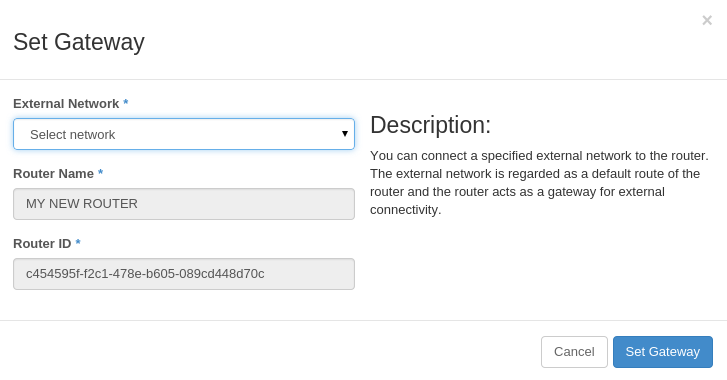 ×
Set Gateway
External Network *
Select network
Router Name *
MY NEW ROUTER
Router ID *
c454595f-f2c1-478e-b605-089cd448d70c
Description:
You can connect a specified external network to the router.
The external network is regarded as a default route of the
router and the router acts as a gateway for external
connectivity.
Cancel
Set Gateway